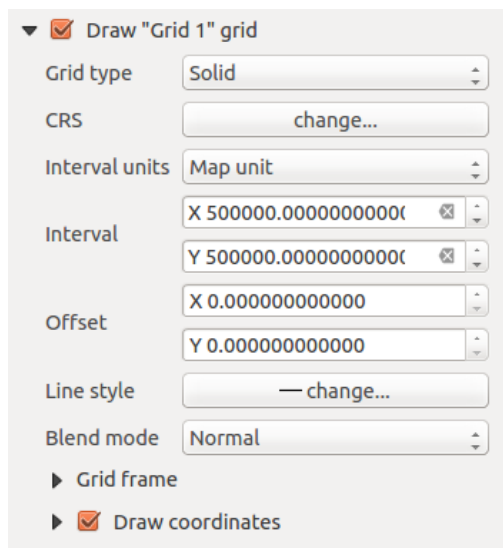 Draw "Grid 1" grid
Grid type Solid
CRS change...
Interval units Map unit
Interval
X 500000.0000000000
Y 500000.0000000000
Offset
X 0.000000000000
Y 0.000000000000
Line style change...
Blend mode Normal
Grid frame
Draw coordinates